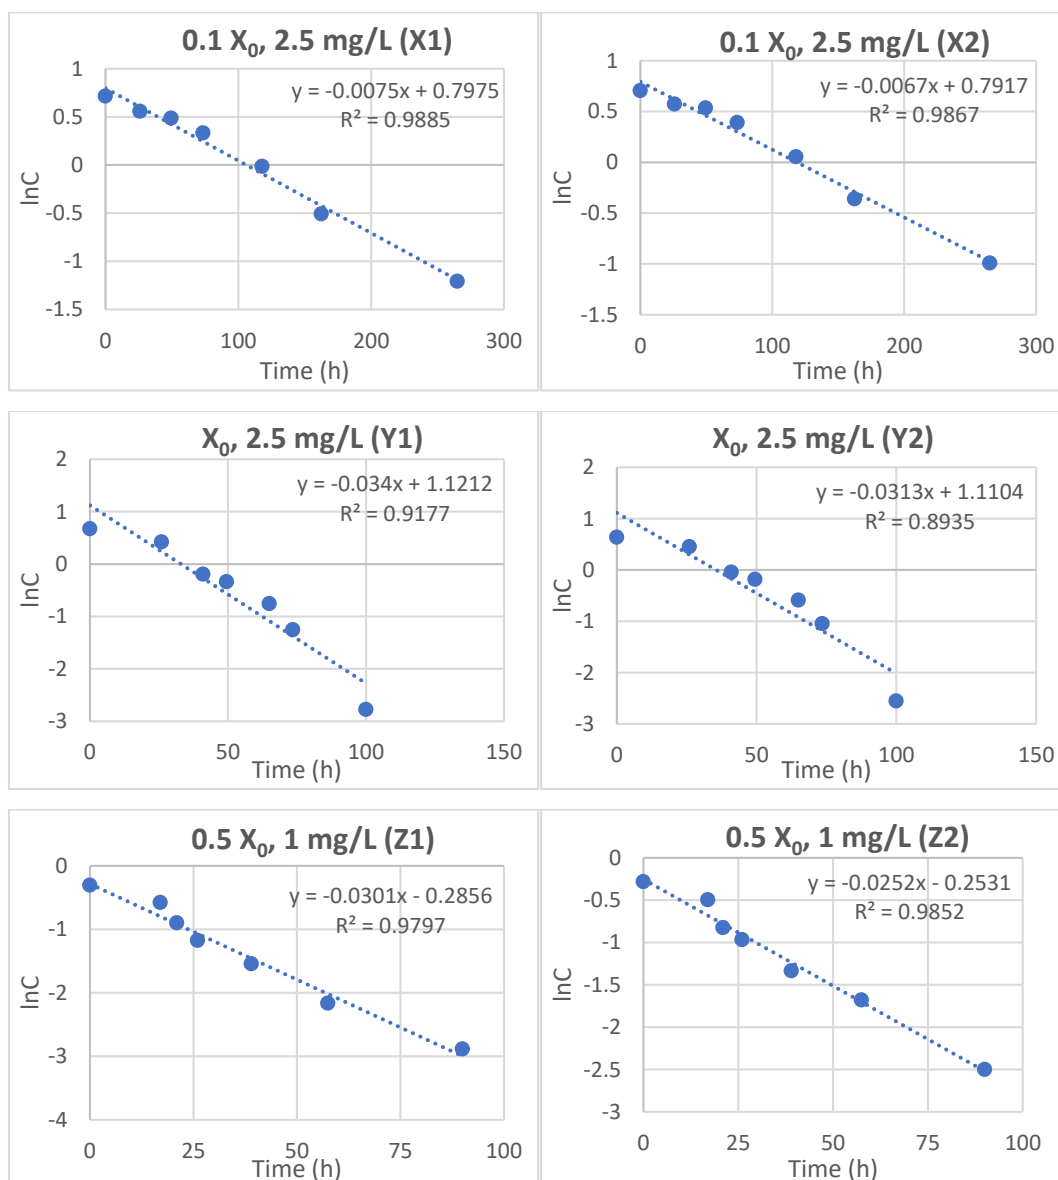 0.1 X₀, 2.5 mg/L (X1)
y = -0.0075x + 0.7975
R² = 0.9885
1
0.5
0
-0.5
-1
-1.5
lnC
0 100 200 300
Time (h)
0.1 X₀, 2.5 mg/L (X2)
y = -0.0067x + 0.7917
R² = 0.9867
1
0.5
0
-0.5
-1
-1.5
lnC
0 100 200 300
Time (h)
X₀, 2.5 mg/L (Y1)
y = -0.034x + 1.1212
R² = 0.9177
2
1
0
-1
-2
-3
lnC
0 50 100 150
Time (h)
X₀, 2.5 mg/L (Y2)
y = -0.0313x + 1.1104
R² = 0.8935
2
1
0
-1
-2
-3
lnC
0 50 100 150
Time (h)
0.5 X₀, 1 mg/L (Z1)
y = -0.0301x - 0.2856
R² = 0.9797
0
-1
-2
-3
-4
lnC
0 25 50 75 100
Time (h)
0.5 X₀, 1 mg/L (Z2)
y = -0.0252x - 0.2531
R² = 0.9852
0
-0.5
-1
-1.5
-2
-2.5
-3
lnC
0 25 50 75 100
Time (h)